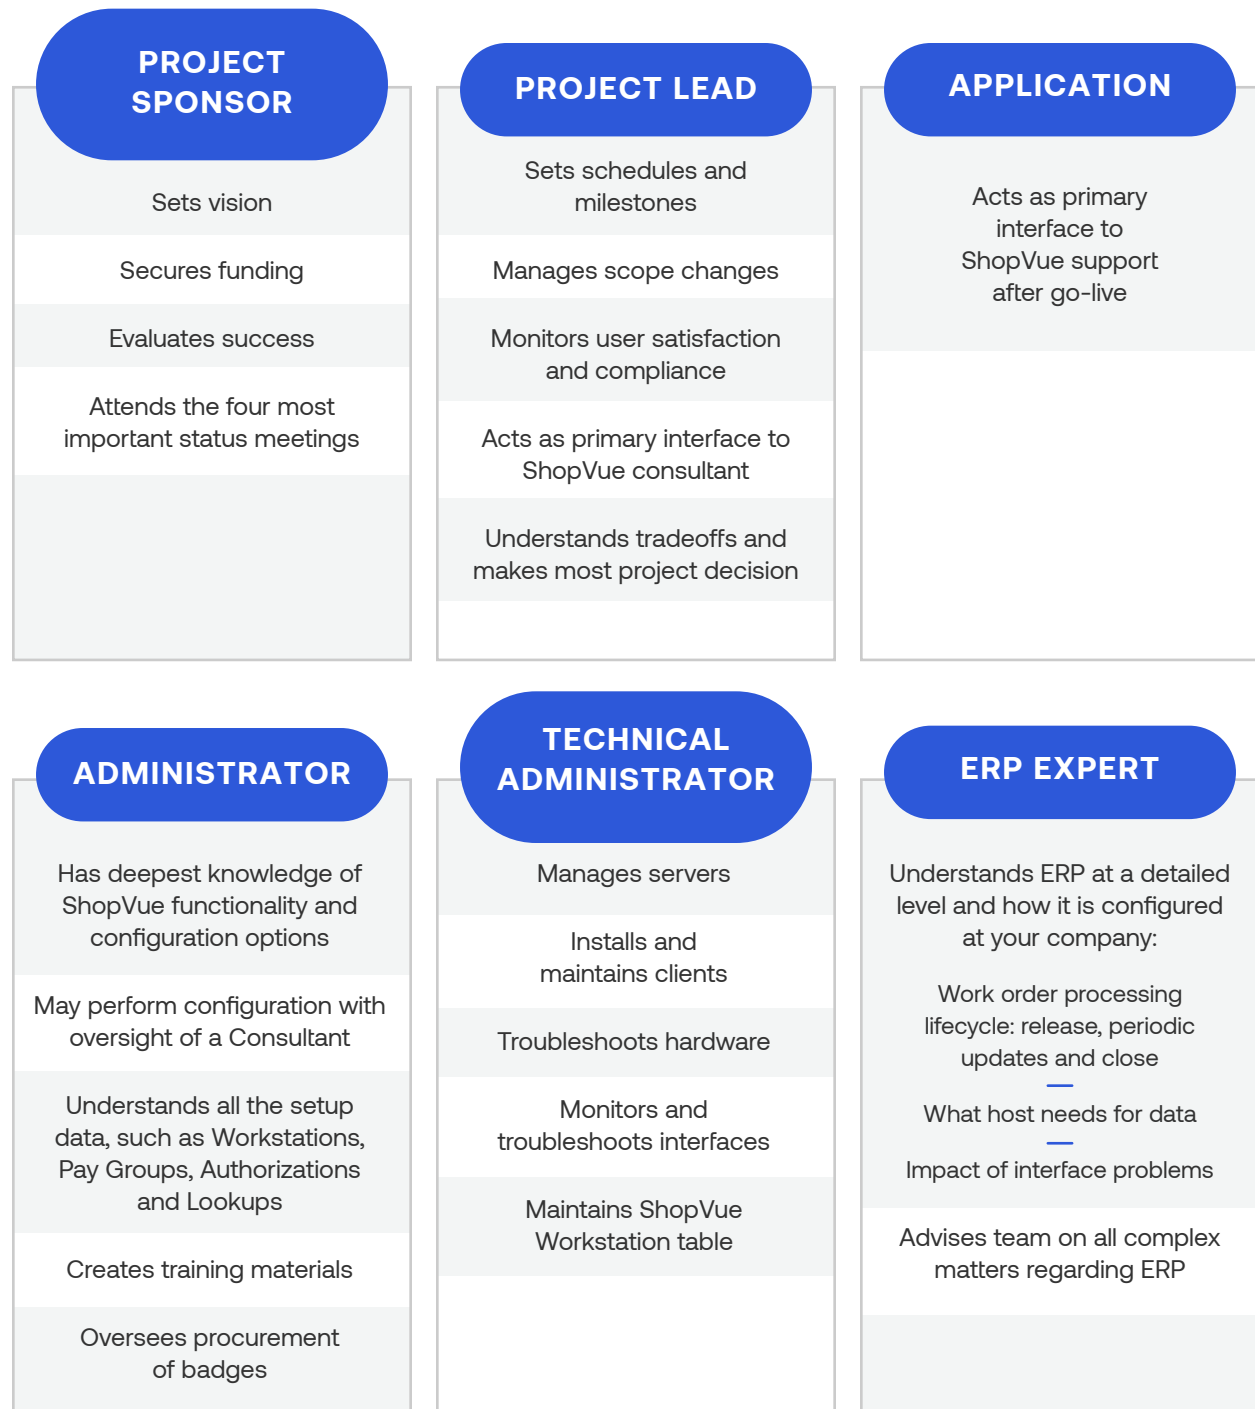 PROJECT
SPONSOR
Sets vision
Secures funding
Evaluates success
Attends the four most
important status meetings
PROJECT LEAD
Sets schedules and
milestones
Manages scope changes
Monitors user satisfaction
and compliance
Acts as primary interface to
ShopVue consultant
Understands tradeoffs and
makes most project decision
APPLICATION
Acts as primary
interface to
ShopVue support
after go-live
ADMINISTRATOR
Has deepest knowledge of
ShopVue functionality and
configuration options
May perform configuration with
oversight of a Consultant
Understands all the setup
data, such as Workstations,
Pay Groups, Authorizations
and Lookups
Creates training materials
Oversees procurement
of badges
TECHNICAL
ADMINISTRATOR
Manages servers
Installs and
maintains clients
Troubleshoots hardware
Monitors and
troubleshoots interfaces
Maintains ShopVue
Workstation table
ERP EXPERT
Understands ERP at a detailed
level and how it is configured
at your company:
Work order processing
lifecycle: release, periodic
updates and close
What host needs for data
Impact of interface problems
Advises team on all complex
matters regarding ERP